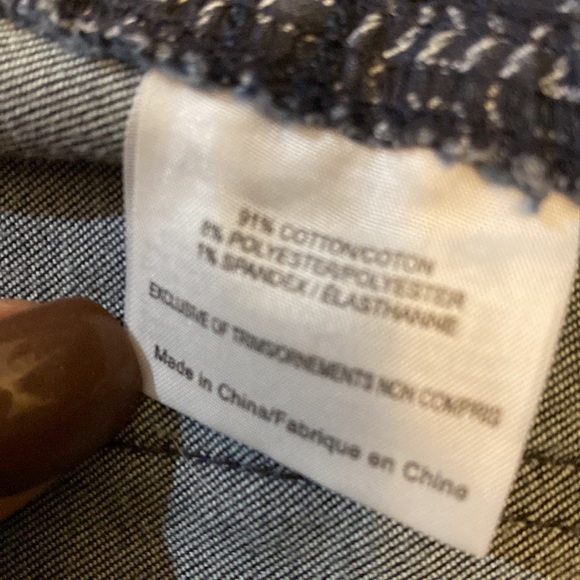 91% COTTON/COTON
8% POLYESTER/POLYESTER
1% SPANDEX / ÉLASTHANNE
EXCLUSIVE OF TRIMS/ORNEMENTS NON COMPRIS
Made in China/Fabriqué en Chine